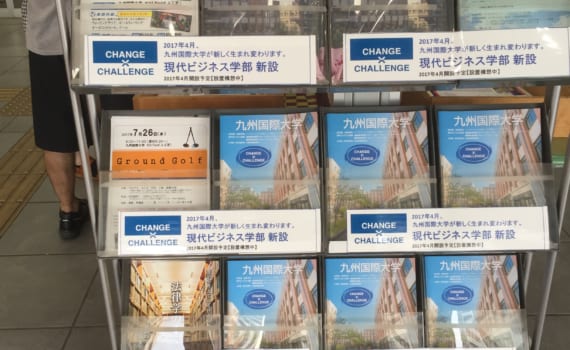 CHANGE
×
CHALLENGE
2017年4月、
九州国際大学が新しく生まれ変わります。
現代ビジネス学部 新設
2017年4月開設予定【設置構想中】
CHANGE
×
CHALLENGE
2017年4月、
九州国際大学が新しく生まれ変わります。
現代ビジネス学部 新設
2017年4月開設予定【設置構想中】
7月26日
Ground Golf
九州国際大学
CHANGE
×
CHALLENGE
九州国際大学
CHANGE
×
CHALLENGE
九州国際大学
CHANGE
×
CHALLENGE
CHANGE
×
CHALLENGE
2017年4月、
九州国際大学が新しく生まれ変わります。
現代ビジネス学部 新設
2017年4月開設予定【設置構想中】
CHANGE
×
CHALLENGE
2017年4月、
九州国際大学が新しく生まれ変わります。
現代ビジネス学部 新設
2017年4月開設予定【設置構想中】
法律学
九州国際大学
CHANGE
×
CHALLENGE
九州国際大学
CHANGE
×
CHALLENGE
九州国際大学
CHANGE
×
CHALLENGE